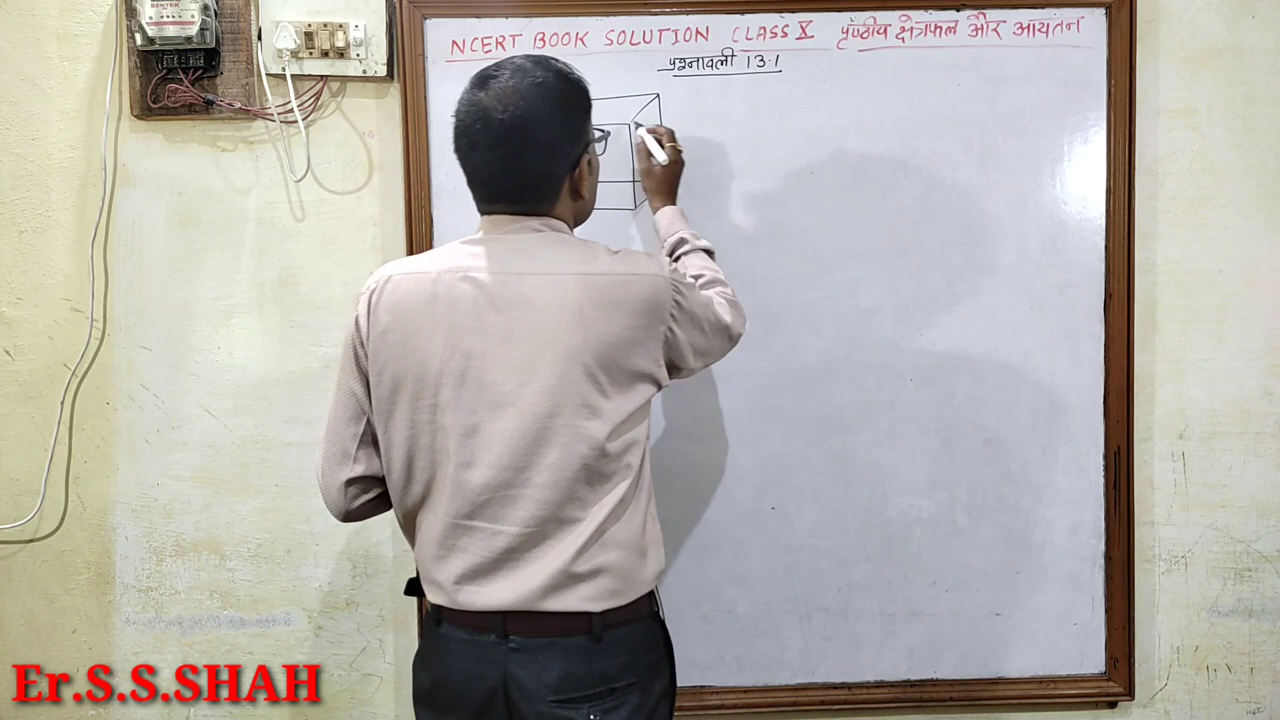 NCERT BOOK SOLUTION CLASS X पृष्ठीय क्षेत्रफल और आयतन
प्रश्नावली 13.1
Er.S.S.SHAH